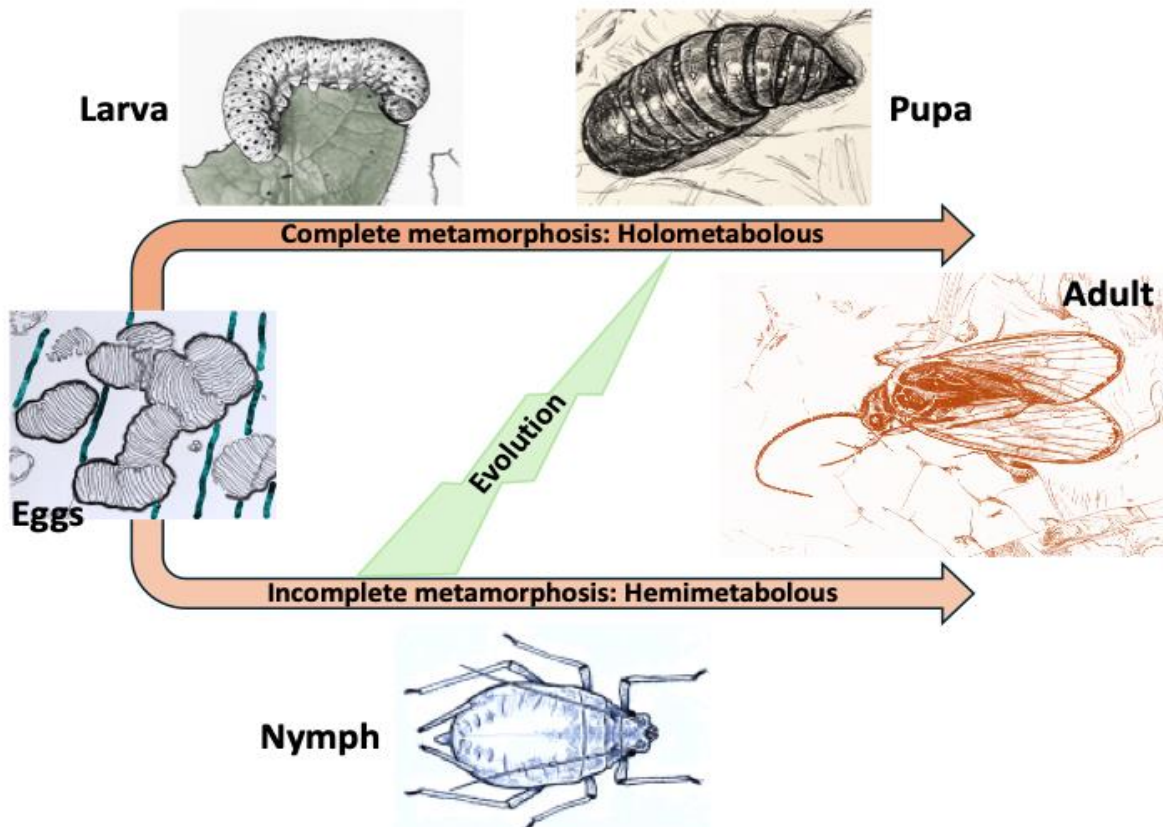 Larva
Pupa
Complete metamorphosis: Holometabolous
Adult
Evolution
Eggs
Incomplete metamorphosis: Hemimetabolous
Nymph